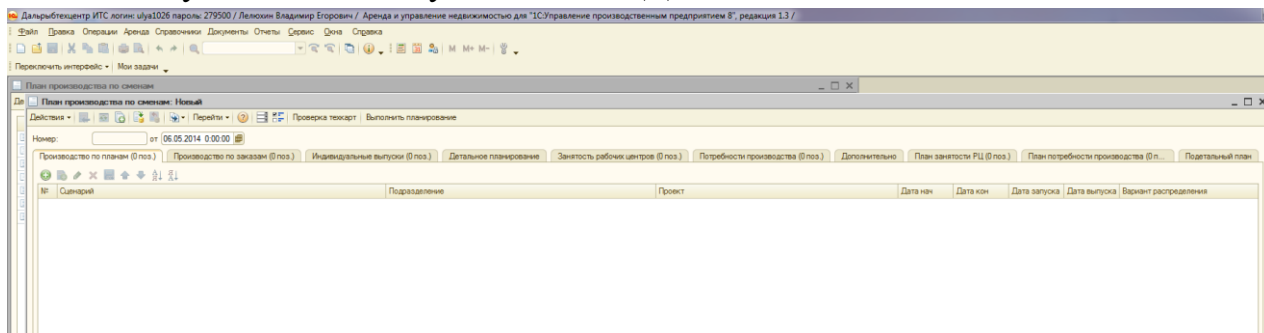 Дальрыбтехцентр ИТС логин: ulya1026 пароль: 279500 / Лелюхин Владимир Егорович / Аренда и управление недвижимостью для "1С:Управление производственным предприятием 8", редакция 1.3 /
Файл Правка Операции Аренда Справочники Документы Отчеты Сервис Окна Справка
M M+ M-
Переключить интерфейс Мои задачи
План производства по сменам
Де План производства по сменам: Новый
Действия Перейти Проверка техкарт Выполнить планирование
Номер: от 06.05.2014 0:00:00
Производство по планам (0 поз.) Производство по заказам (0 поз.) Индивидуальные выпуски (0 поз.) Детальное планирование Занятость рабочих центров (0 поз.) Потребности производства (0 поз.) Дополнительно План занятости РЦ (0 поз.) План потребности производства (0 п... Подетальный план
№ Сценарий Подразделение Проект Дата нач Дата кон Дата запуска Дата выпуска Вариант распределения